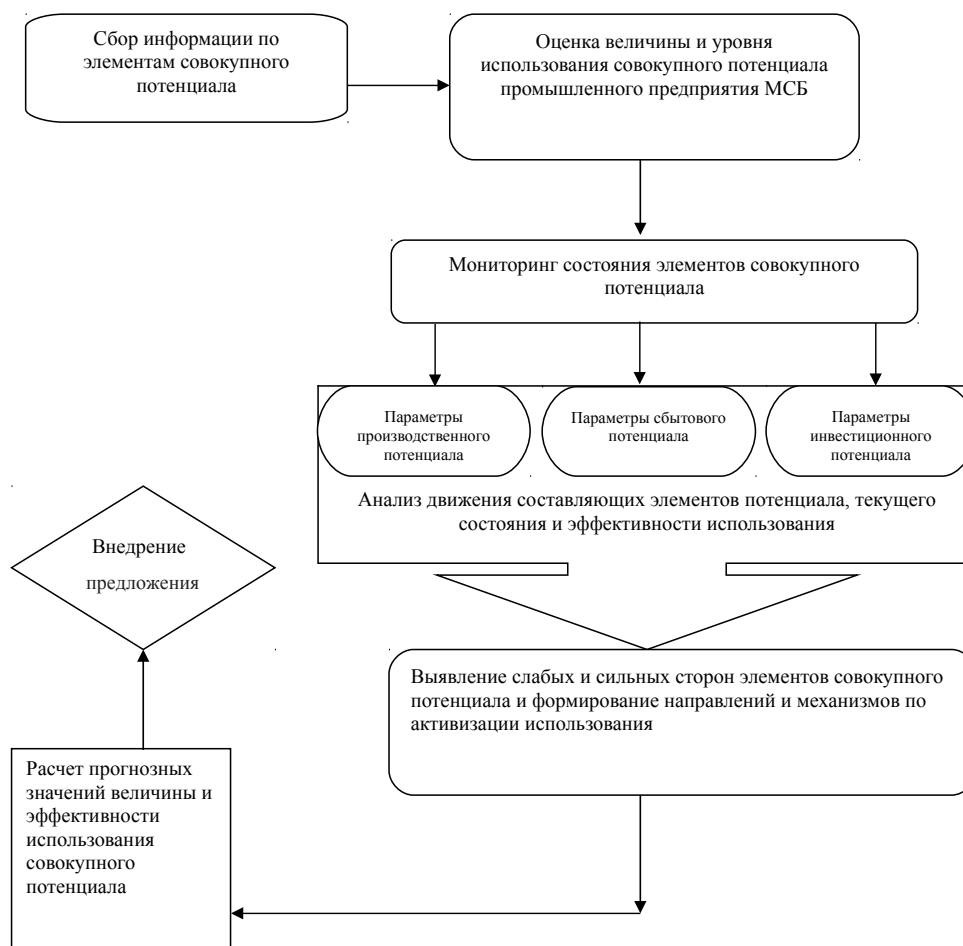 Сбор информации по
элементам совокупного
потенциала
Оценка величины и уровня
использования совокупного потенциала
промышленного предприятия МСБ
Мониторинг состояния элементов совокупного
потенциала
Параметры
производственного
потенциала
Параметры сбытового
потенциала
Параметры
инвестиционного
потенциала
Анализ движения составляющих элементов потенциала, текущего
состояния и эффективности использования
Выявление слабых и сильных сторон элементов совокупного
потенциала и формирование направлений и механизмов по
активизации использования
Расчет прогнозных
значений величины и
эффективности
использования
совокупного
потенциала
Внедрение
предложения